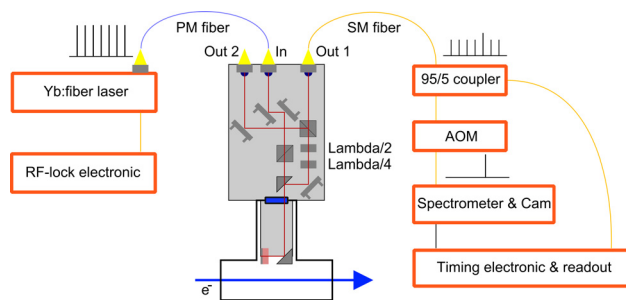 PM fiber
SM fiber
Out 2
In
Out 1
Yb:fiber laser
95/5 coupler
AOM
Lambda/2
Lambda/4
RF-lock electronic
Spectrometer & Cam
Timing electronic & readout
e-